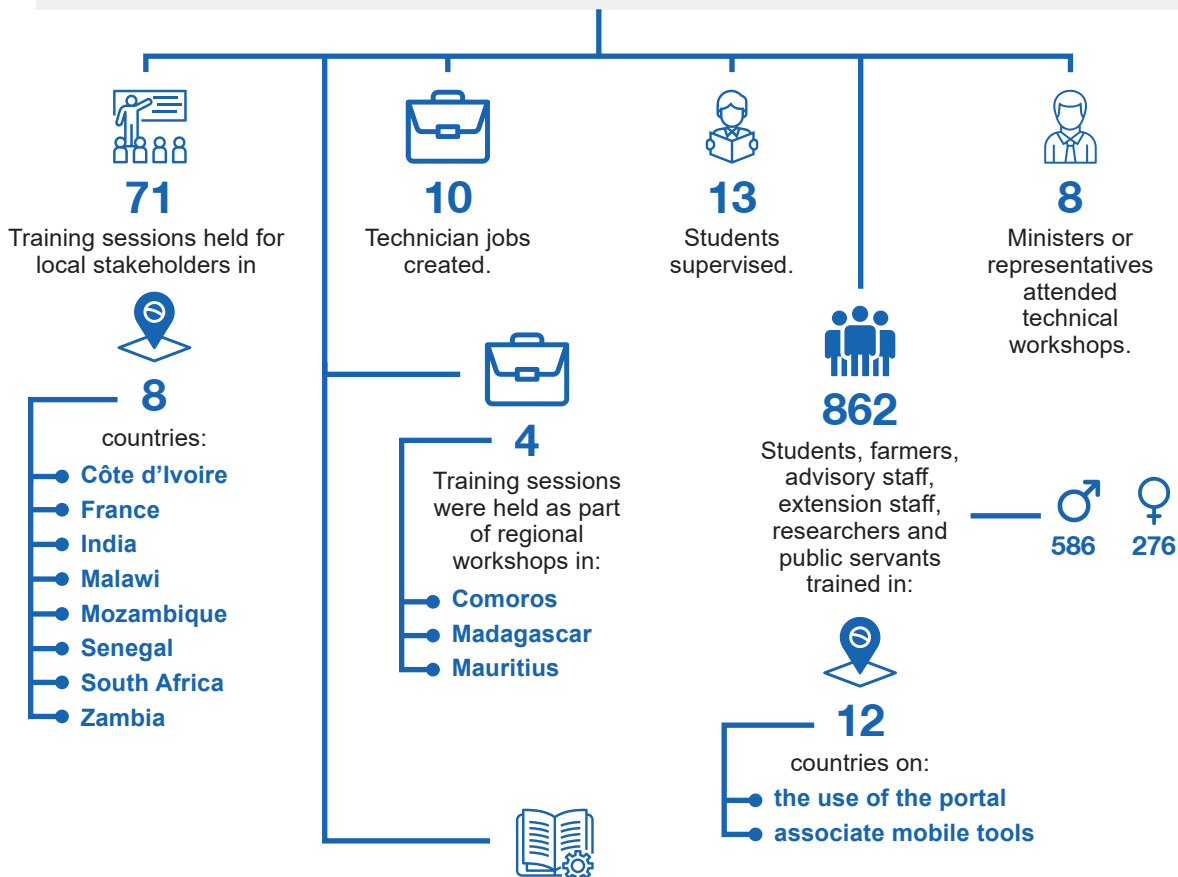 71
Training sessions held for
local stakeholders in
8
countries:
Côte d’Ivoire
France
India
Malawi
Mozambique
Senegal
South Africa
Zambia
10
Technician jobs
created.
4
Training sessions
were held as part
of regional
workshops in:
Comoros
Madagascar
Mauritius
13
Students
supervised.
862
Students, farmers,
advisory staff,
extension staff,
researchers and
public servants
trained in:
586 276
12
countries on:
the use of the portal
associate mobile tools
8
Ministers or
representatives
attended
technical
workshops.